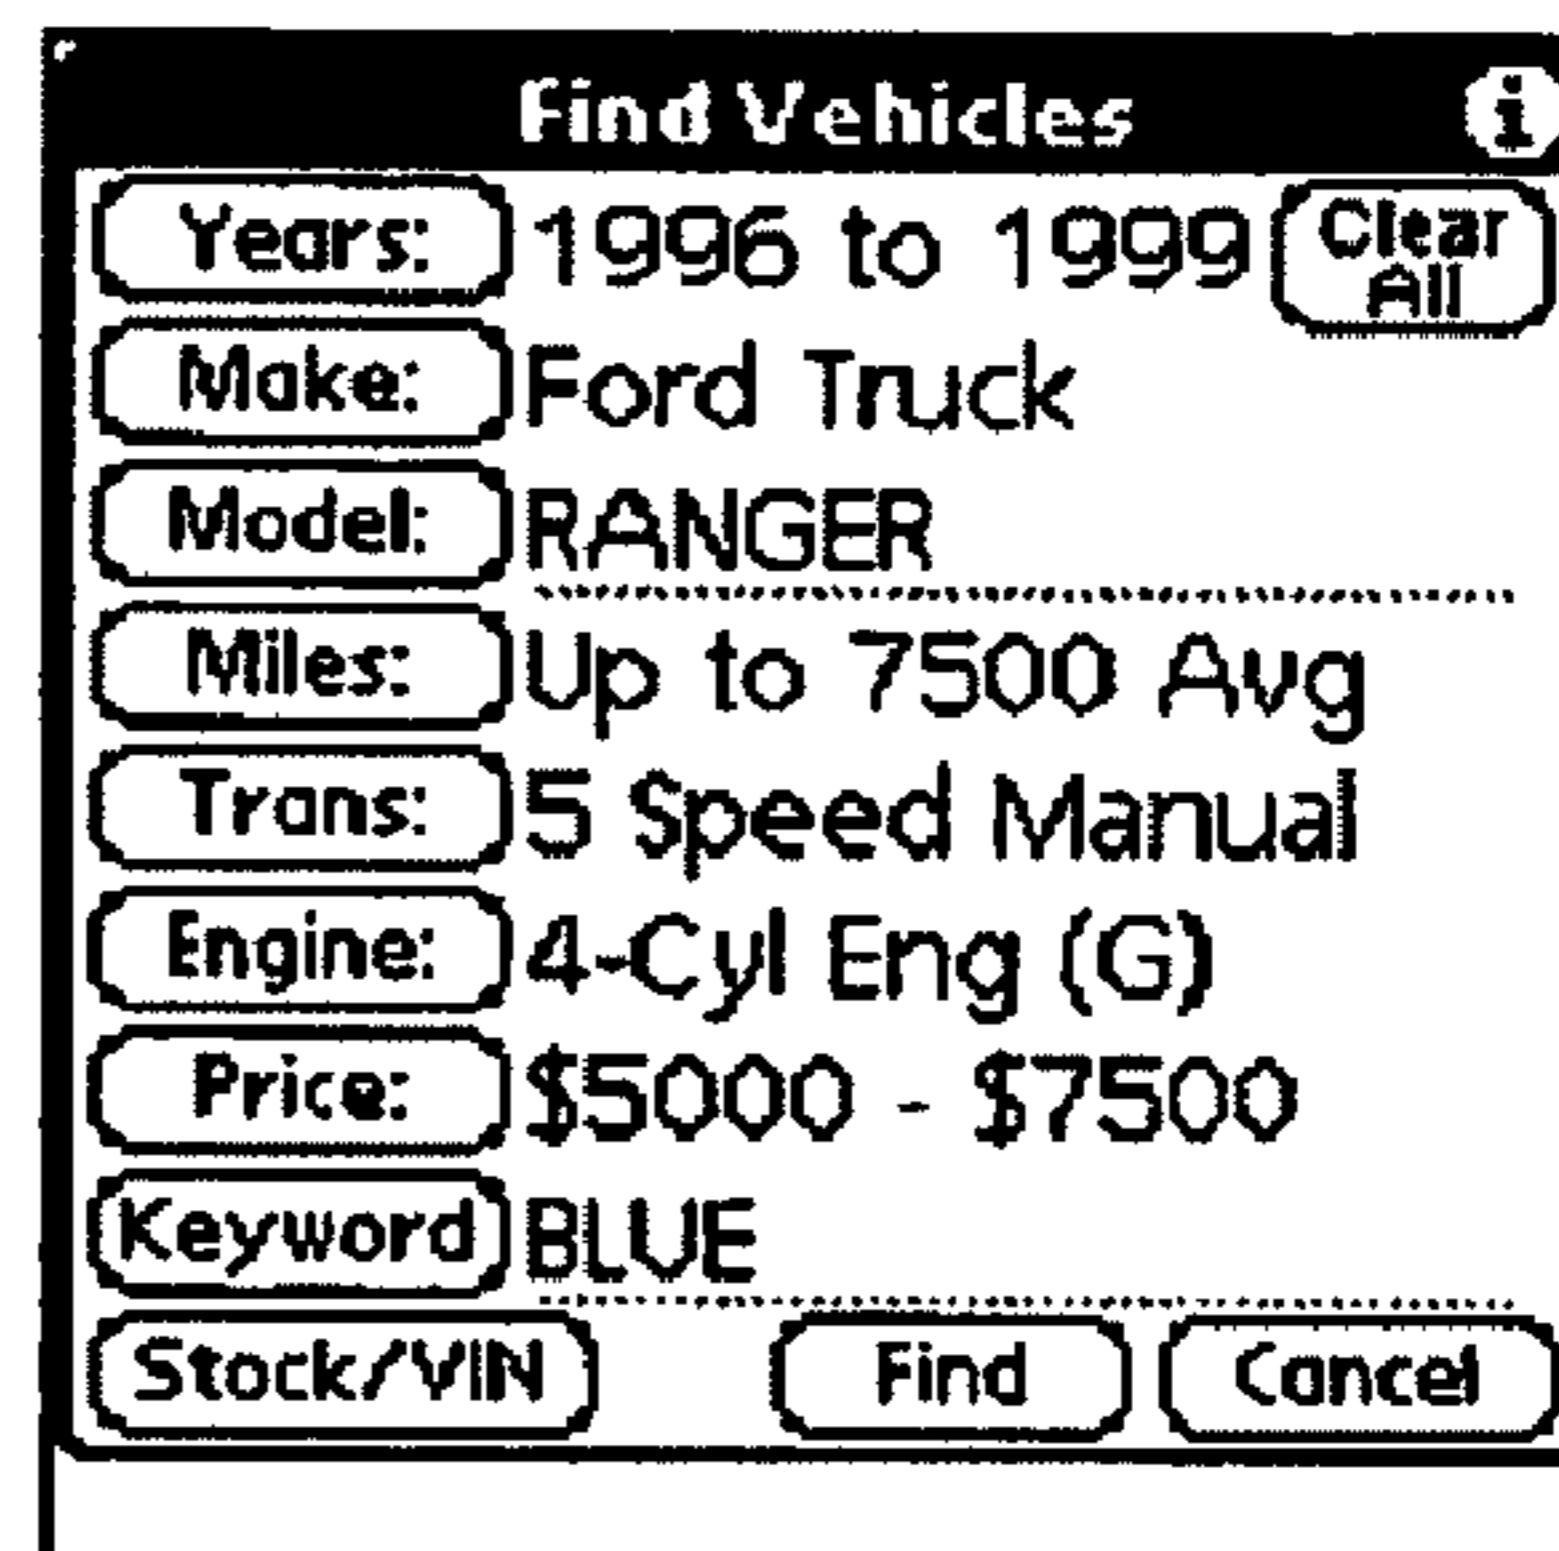 Find Vehicles i
Years: 1996 to 1999 Clear All
Make: Ford Truck
Model: RANGER
Miles: Up to 7500 Avg
Trans: 5 Speed Manual
Engine: 4-Cyl Eng (G)
Price: $5000 - $7500
Keyword BLUE
Stock/VIN Find Cancel